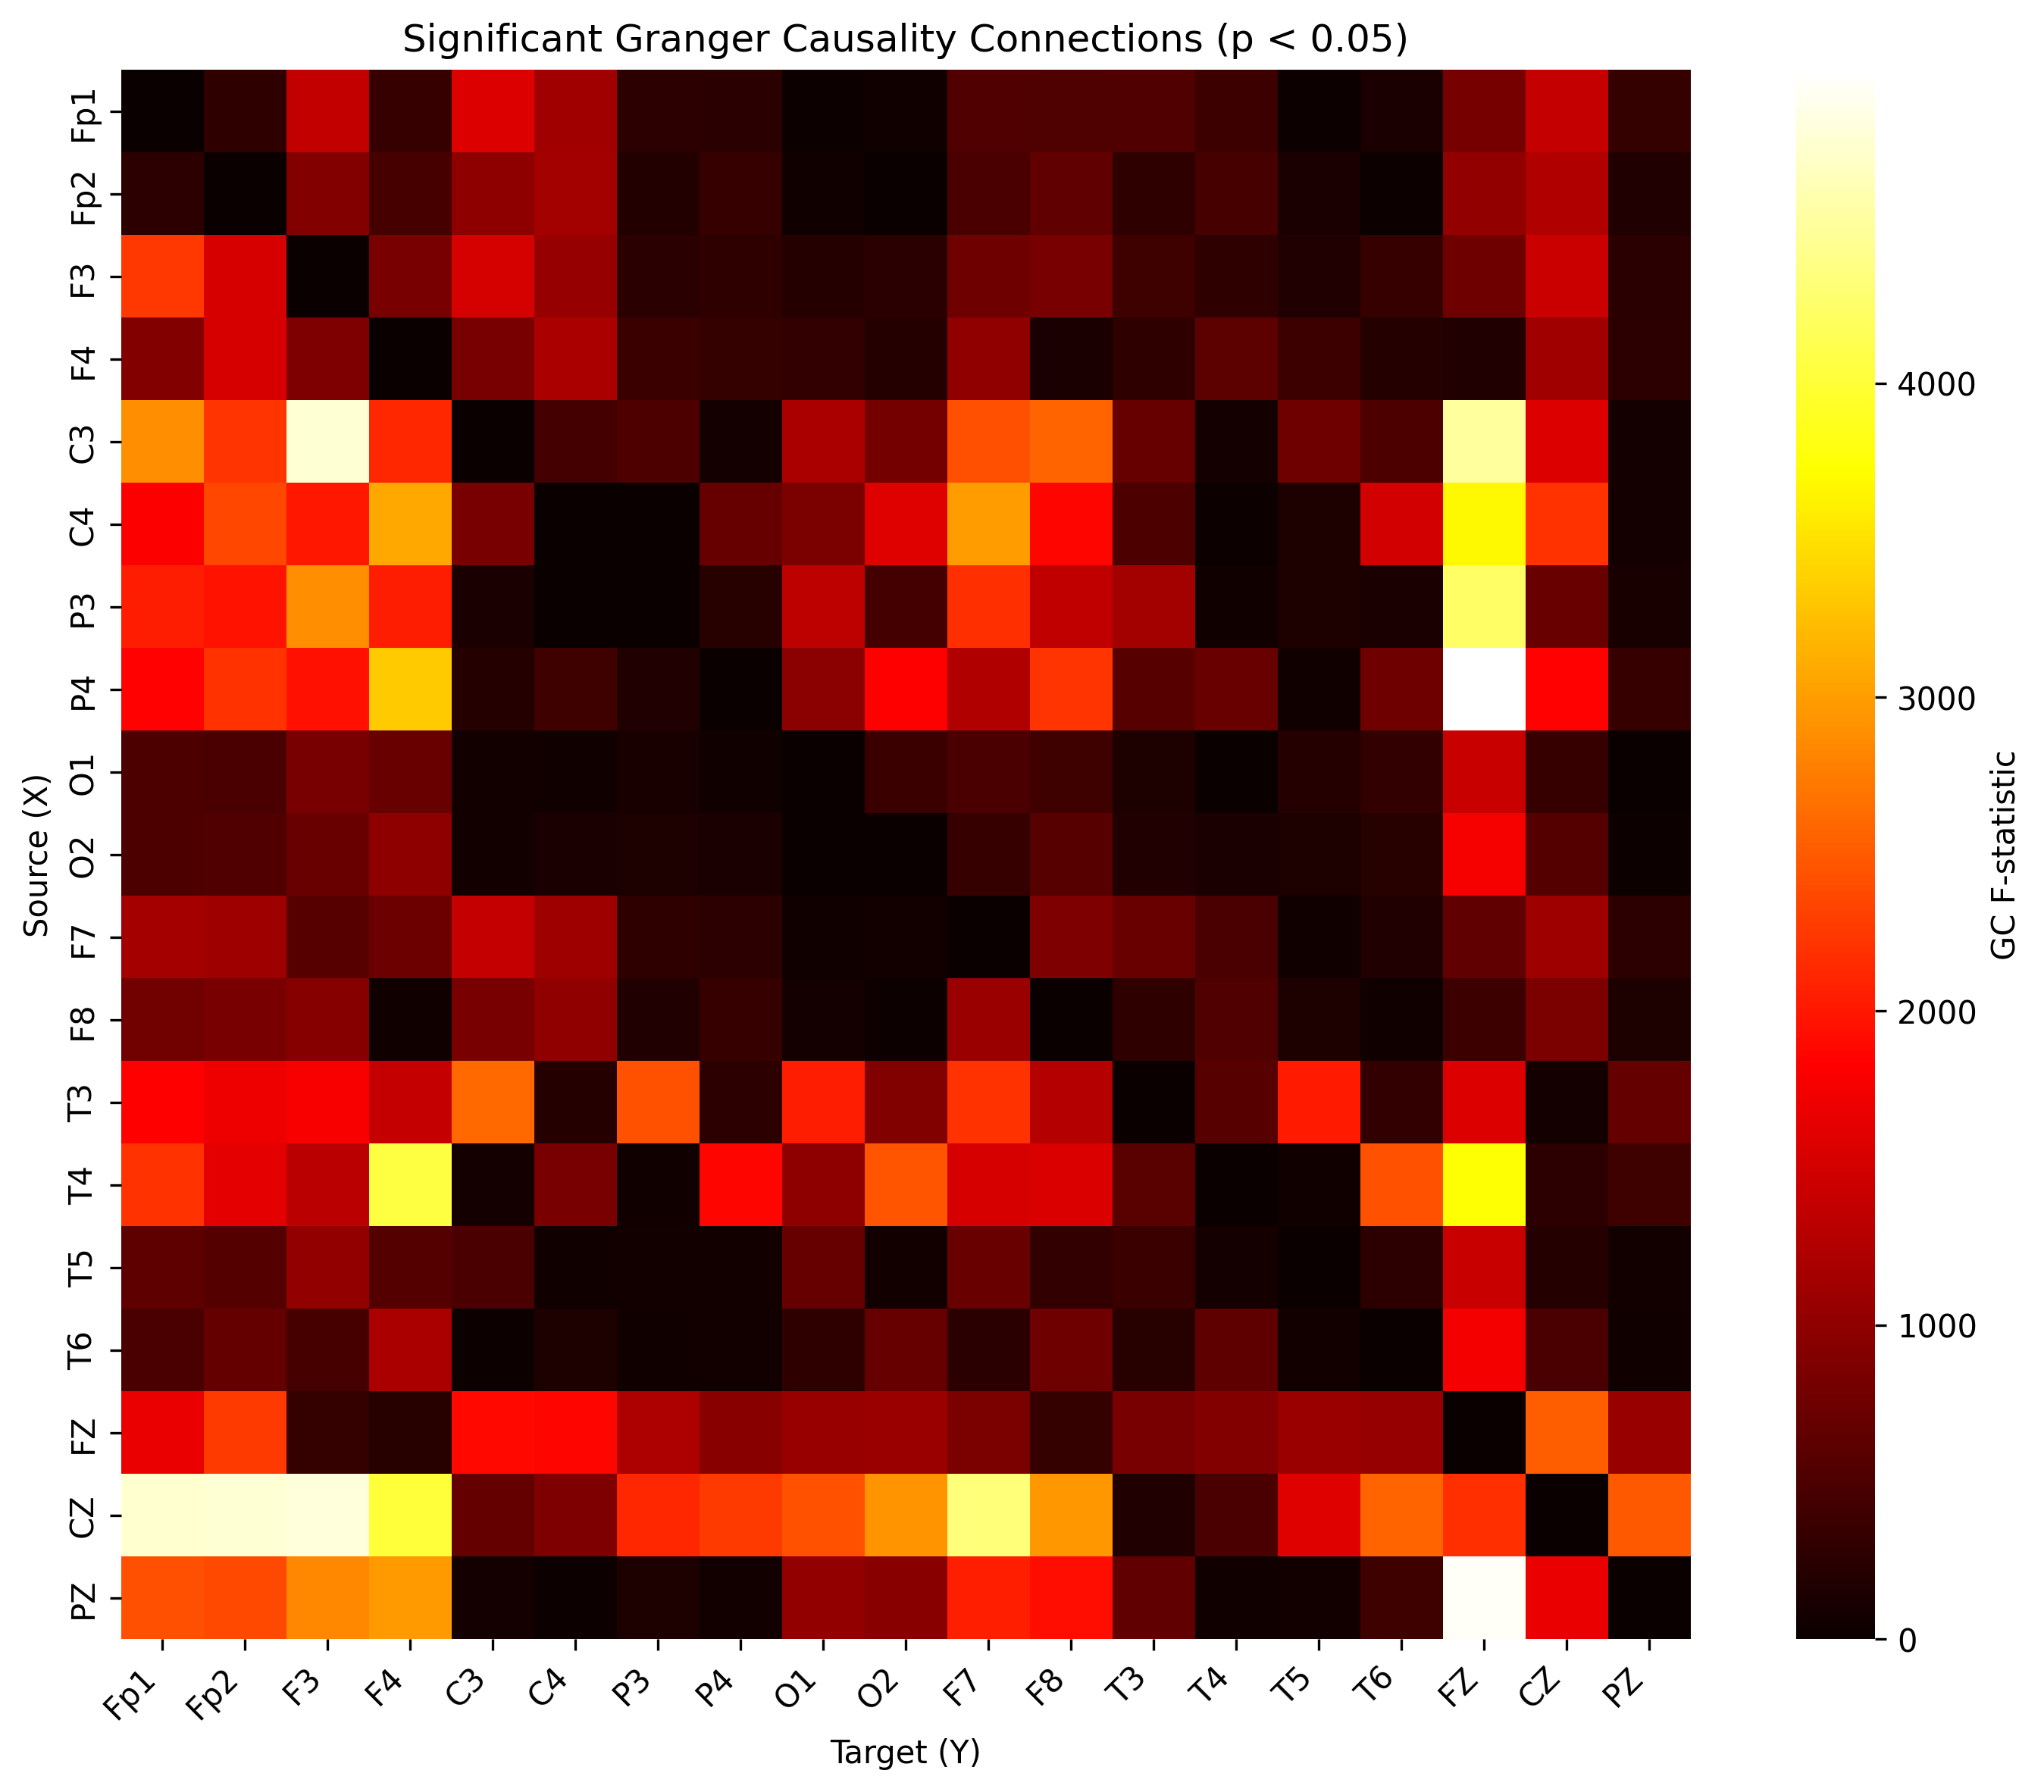 Significant Granger Causality Connections (p < 0.05)
Source (X)
Fp1
Fp2
F3
F4
C3
C4
P3
P4
O1
O2
F7
F8
T3
T4
T5
T6
FZ
CZ
PZ
Fp1 Fp2 F3 F4 C3 C4 P3 P4 O1 O2 F7 F8 T3 T4 T5 T6 FZ CZ PZ
Target (Y)
4000
3000
2000
1000
0
GC F-statistic